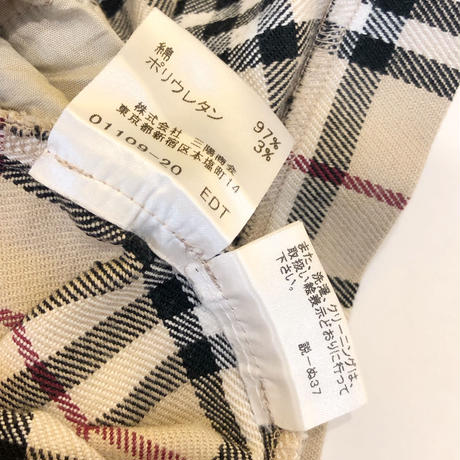 綿 97%
ポリウレタン 3%
株式会社 三陽商会
東京都新宿区本塩町14
01109-20 EDT
また、洗濯、クリーニングは、
取扱い絵表示どおりに行って
下さい。
説-ぬ37